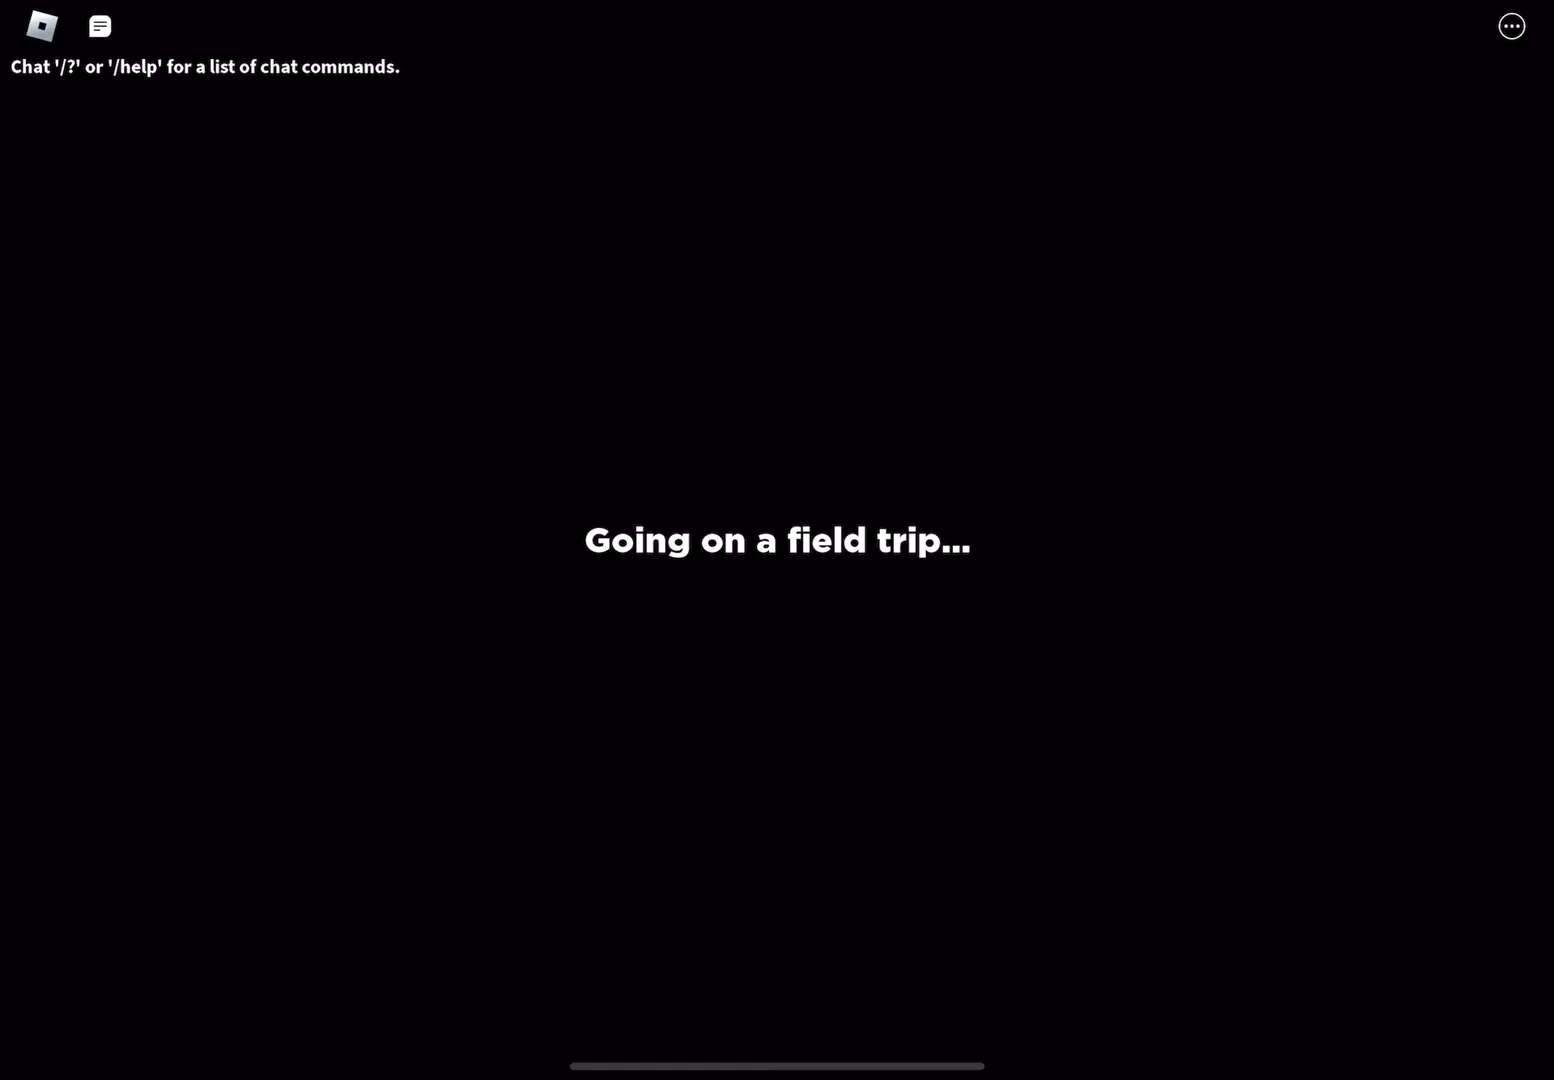 Chat '/?' or '/help' for a list of chat commands.
Going on a field trip...